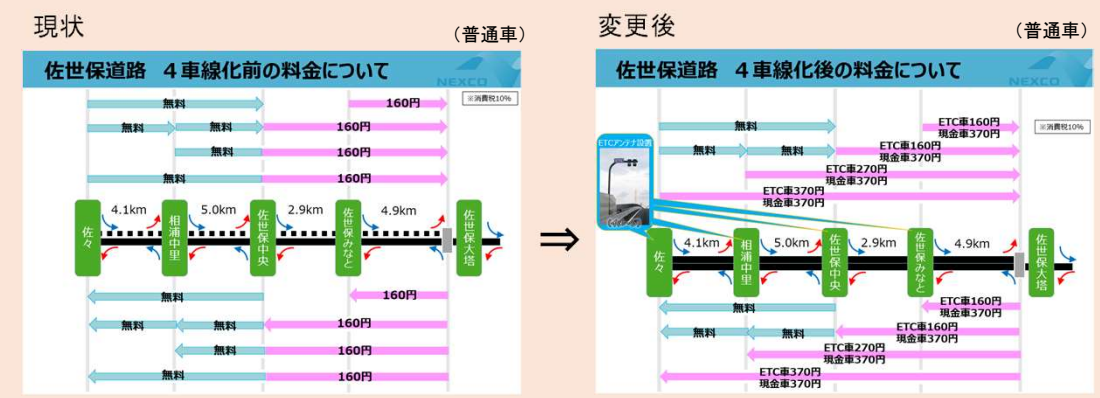 現状
(普通車)
佐世保道路 4車線化前の料金について
NEXCO
※消費税10%
無料
160円
無料
無料
160円
無料
160円
無料
160円
4.1km
5.0km
2.9km
4.9km
佐々
相浦中里
佐世保中央
佐世保みなと
佐世保大塔
160円
無料
無料
無料
160円
無料
160円
無料
160円
⇒
変更後
(普通車)
佐世保道路 4車線化後の料金について
NEXCO
※消費税10%
ETCアンテナ設置
ETC車160円
現金車370円
無料
無料
無料
ETC車160円
現金車370円
ETC車270円
現金車370円
ETC車370円
現金車370円
4.1km
5.0km
2.9km
4.9km
佐々
相浦中里
佐世保中央
佐世保みなと
佐世保大塔
ETC車160円
現金車370円
無料
無料
無料
ETC車160円
現金車370円
ETC車270円
現金車370円
ETC車370円
現金車370円